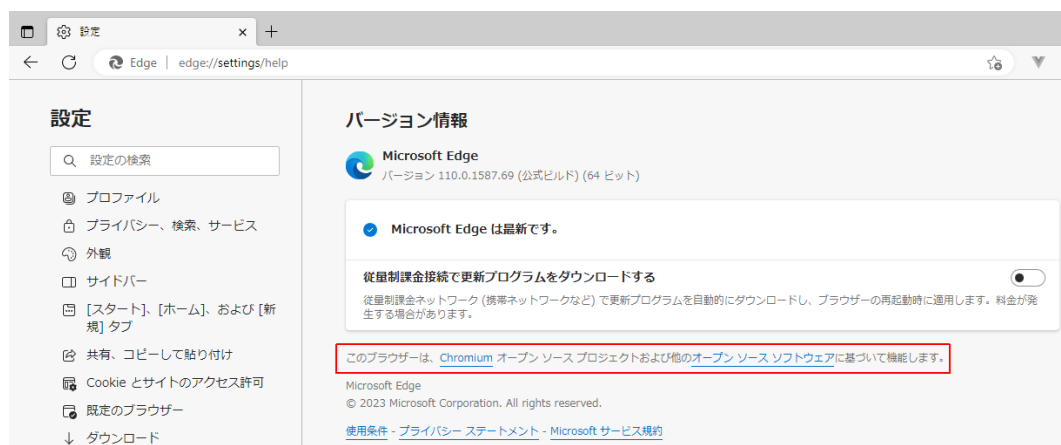 設定
Edge | edge://settings/help
設定
設定の検索
プロファイル
プライバシー、検索、サービス
外観
サイドバー
[スタート]、[ホーム]、および [新
規] タブ
共有、コピーして貼り付け
Cookie とサイトのアクセス許可
既定のブラウザー
ダウンロード
バージョン情報
Microsoft Edge
バージョン 110.0.1587.69 (公式ビルド) (64 ビット)
Microsoft Edge は最新です。
従量制課金接続で更新プログラムをダウンロードする
従量制課金ネットワーク (携帯ネットワークなど) で更新プログラムを自動的にダウンロードし、ブラウザーの再起動時に適用します。料金が発
生する場合があります。
このブラウザーは、Chromium オープン ソース プロジェクトおよび他のオープン ソース ソフトウェアに基づいて機能します。
Microsoft Edge
© 2023 Microsoft Corporation. All rights reserved.
使用条件 - プライバシー ステートメント - Microsoft サービス規約